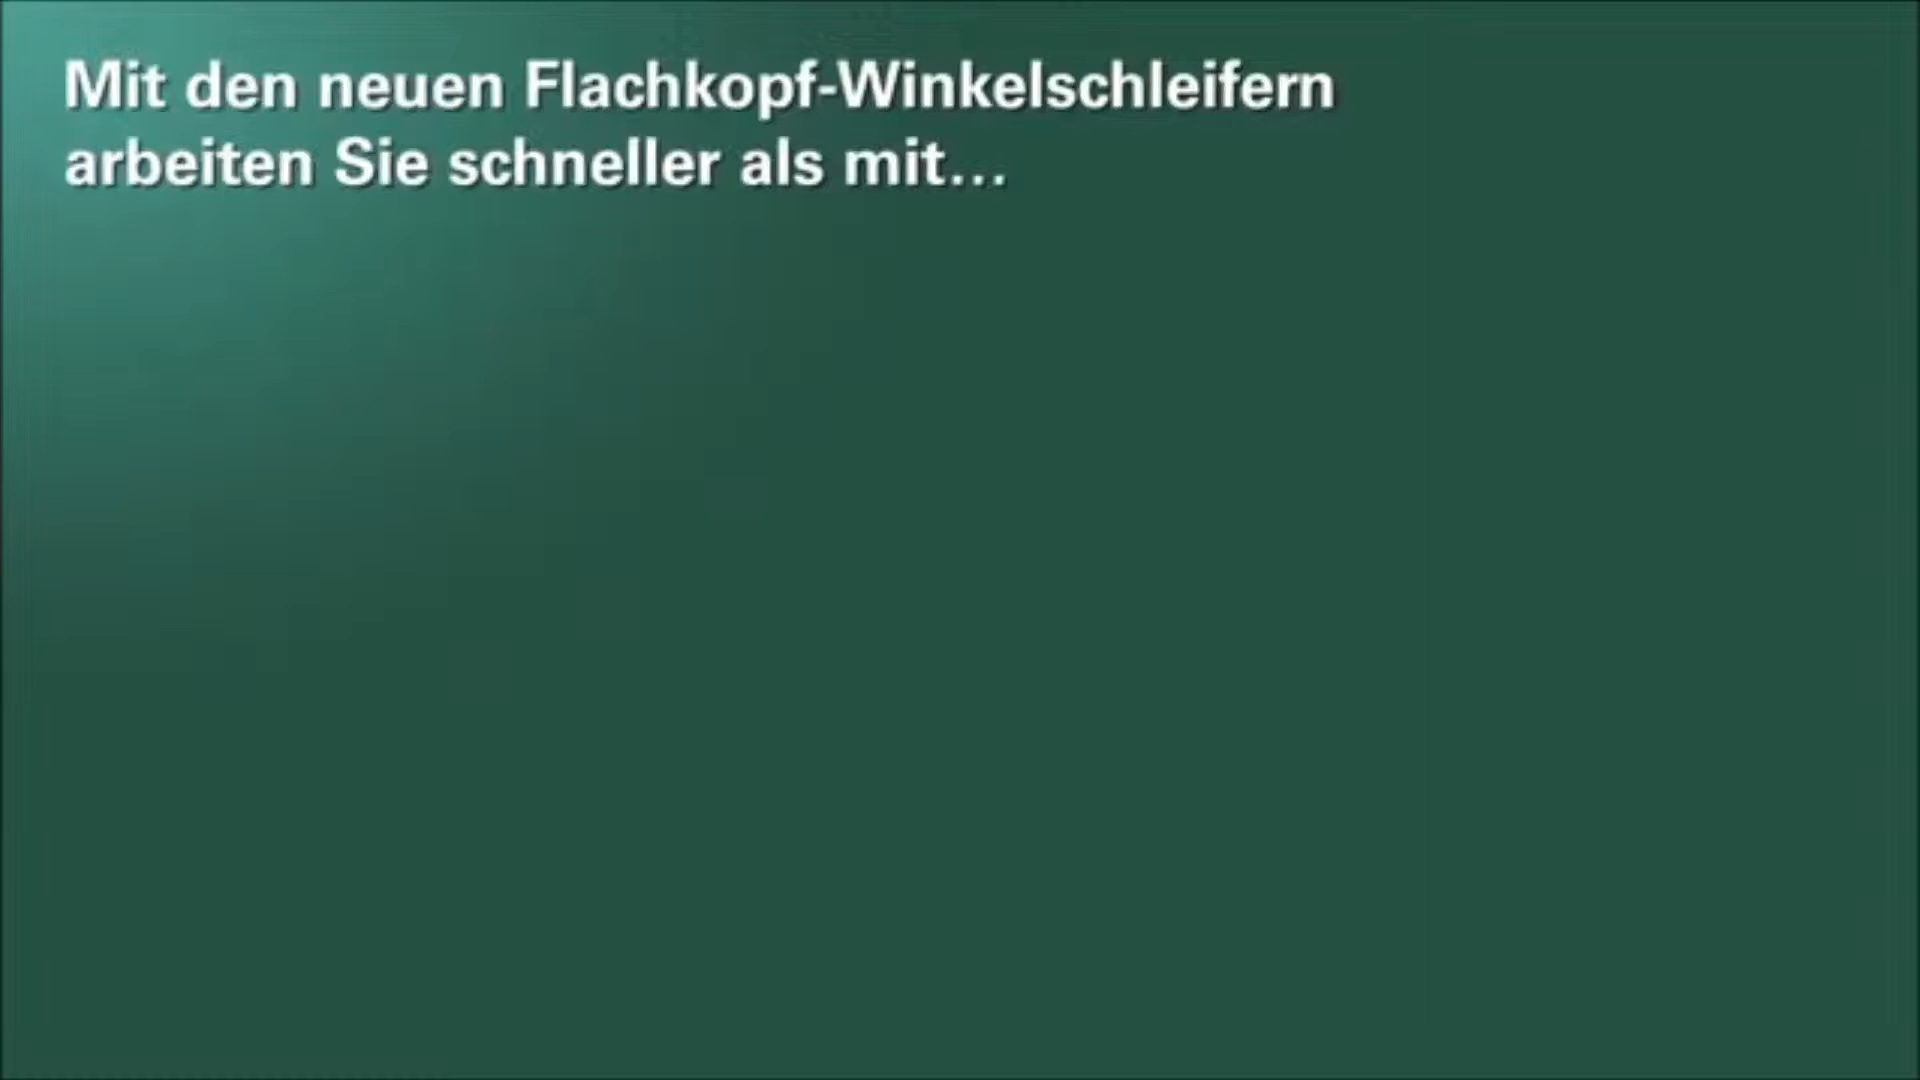 Mit den neuen Flachkopf-Winkelschleifern
arbeiten Sie schneller als mit…